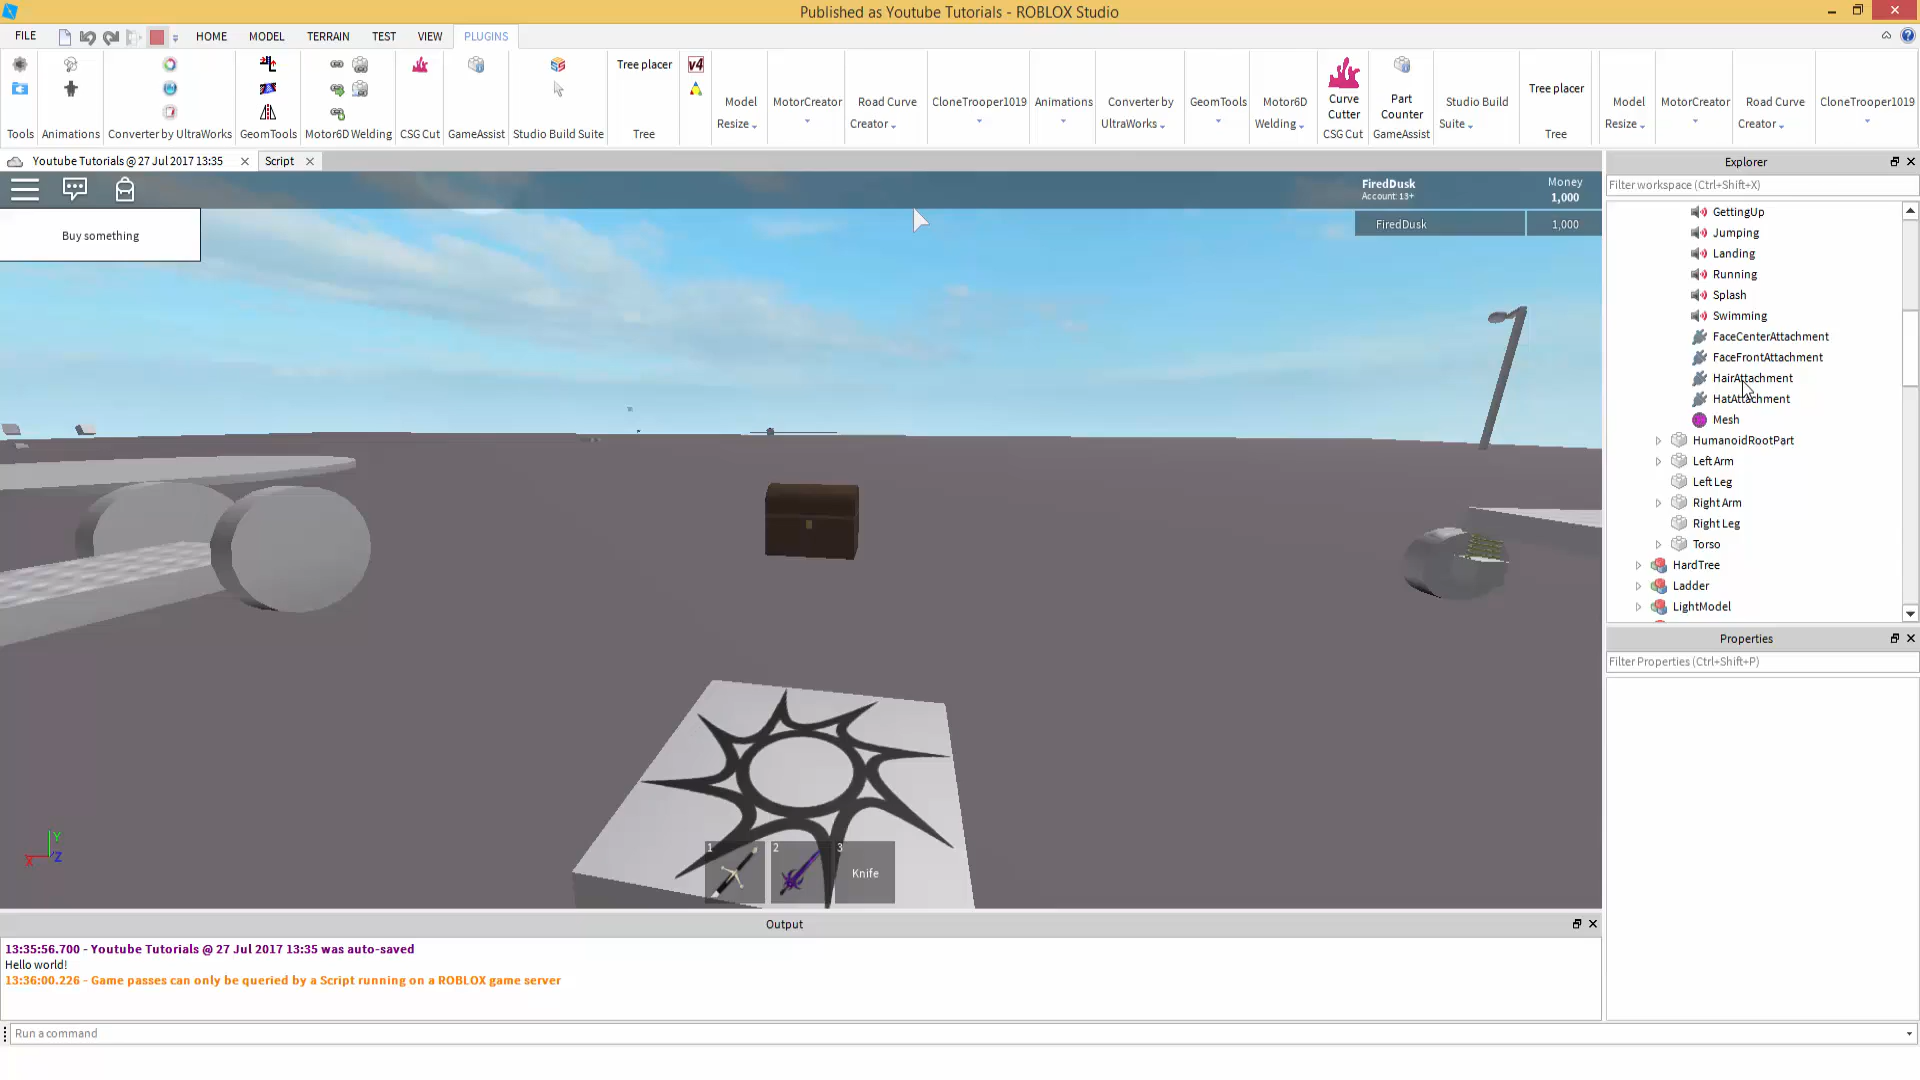 Published as Youtube Tutorials - ROBLOX Studio
FILE HOME MODEL TERRAIN TEST VIEW PLUGINS
Tools
Animations
Converter by UltraWorks
GeomTools
Motor6D Welding
CSG Cut
GameAssist
Studio Build Suite
Tree placer
Tree
v4
Model
Resize
MotorCreator
Road Curve
Creator
CloneTrooper1019
Animations
Converter by
UltraWorks
GeomTools
Motor6D
Welding
Curve
Cutter
CSG Cut
Part
Counter
GameAssist
Studio Build
Suite
Tree placer
Tree
Model
Resize
MotorCreator
Road Curve
Creator
CloneTrooper1019
Youtube Tutorials @ 27 Jul 2017 13:35
Script
Buy something
FiredDusk
Account: 13+
Money
1,000
FiredDusk 1,000
Y
X
Z
1
2
3
Knife
Explorer
Filter workspace (Ctrl+Shift+X)
GettingUp
Jumping
Landing
Running
Splash
Swimming
FaceCenterAttachment
FaceFrontAttachment
HairAttachment
HatAttachment
Mesh
HumanoidRootPart
Left Arm
Left Leg
Right Arm
Right Leg
Torso
HardTree
Ladder
LightModel
Properties
Filter Properties (Ctrl+Shift+P)
Output
13:35:56.700 - Youtube Tutorials @ 27 Jul 2017 13:35 was auto-saved
Hello world!
13:36:00.226 - Game passes can only be queried by a Script running on a ROBLOX game server
Run a command